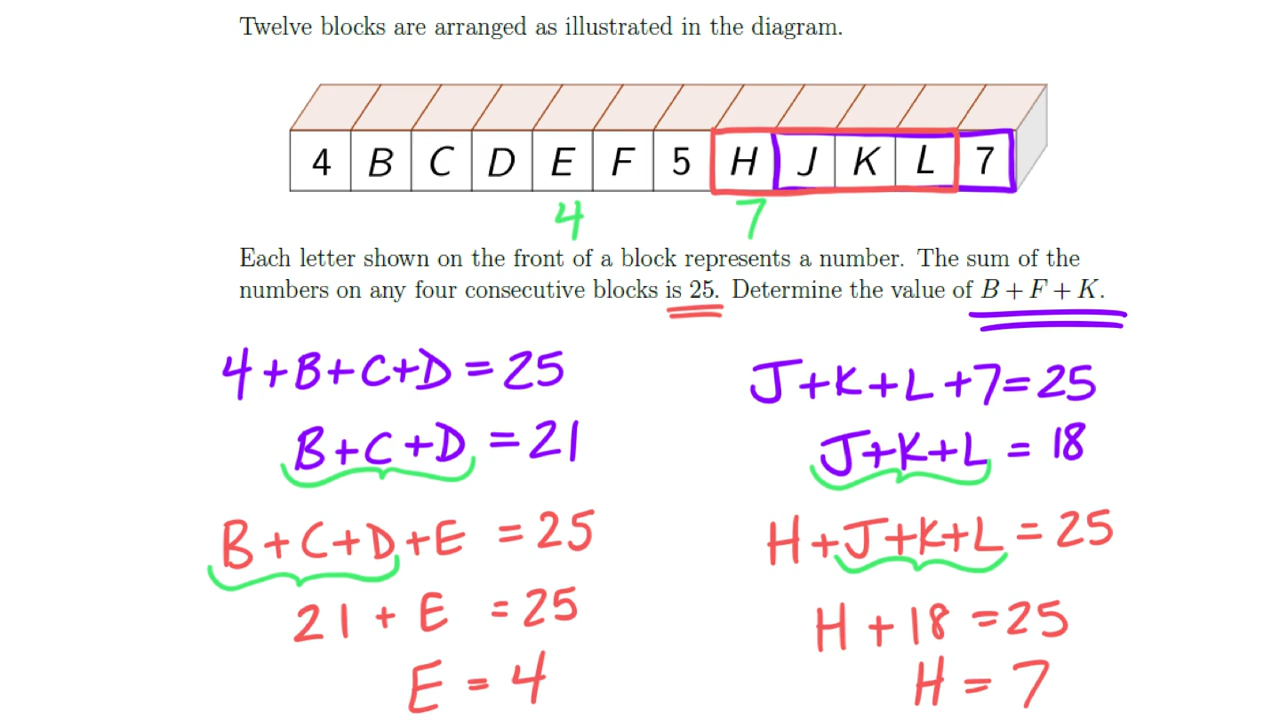 Twelve blocks are arranged as illustrated in the diagram.
4 B C D E F 5 H J K L 7
4 7
Each letter shown on the front of a block represents a number. The sum of the
numbers on any four consecutive blocks is 25. Determine the value of B + F + K.
4+B+C+D=25
B+C+D=21
B+C+D+E=25
21+E=25
E=4
J+K+L+7=25
J+K+L=18
H+J+K+L=25
H+18=25
H=7